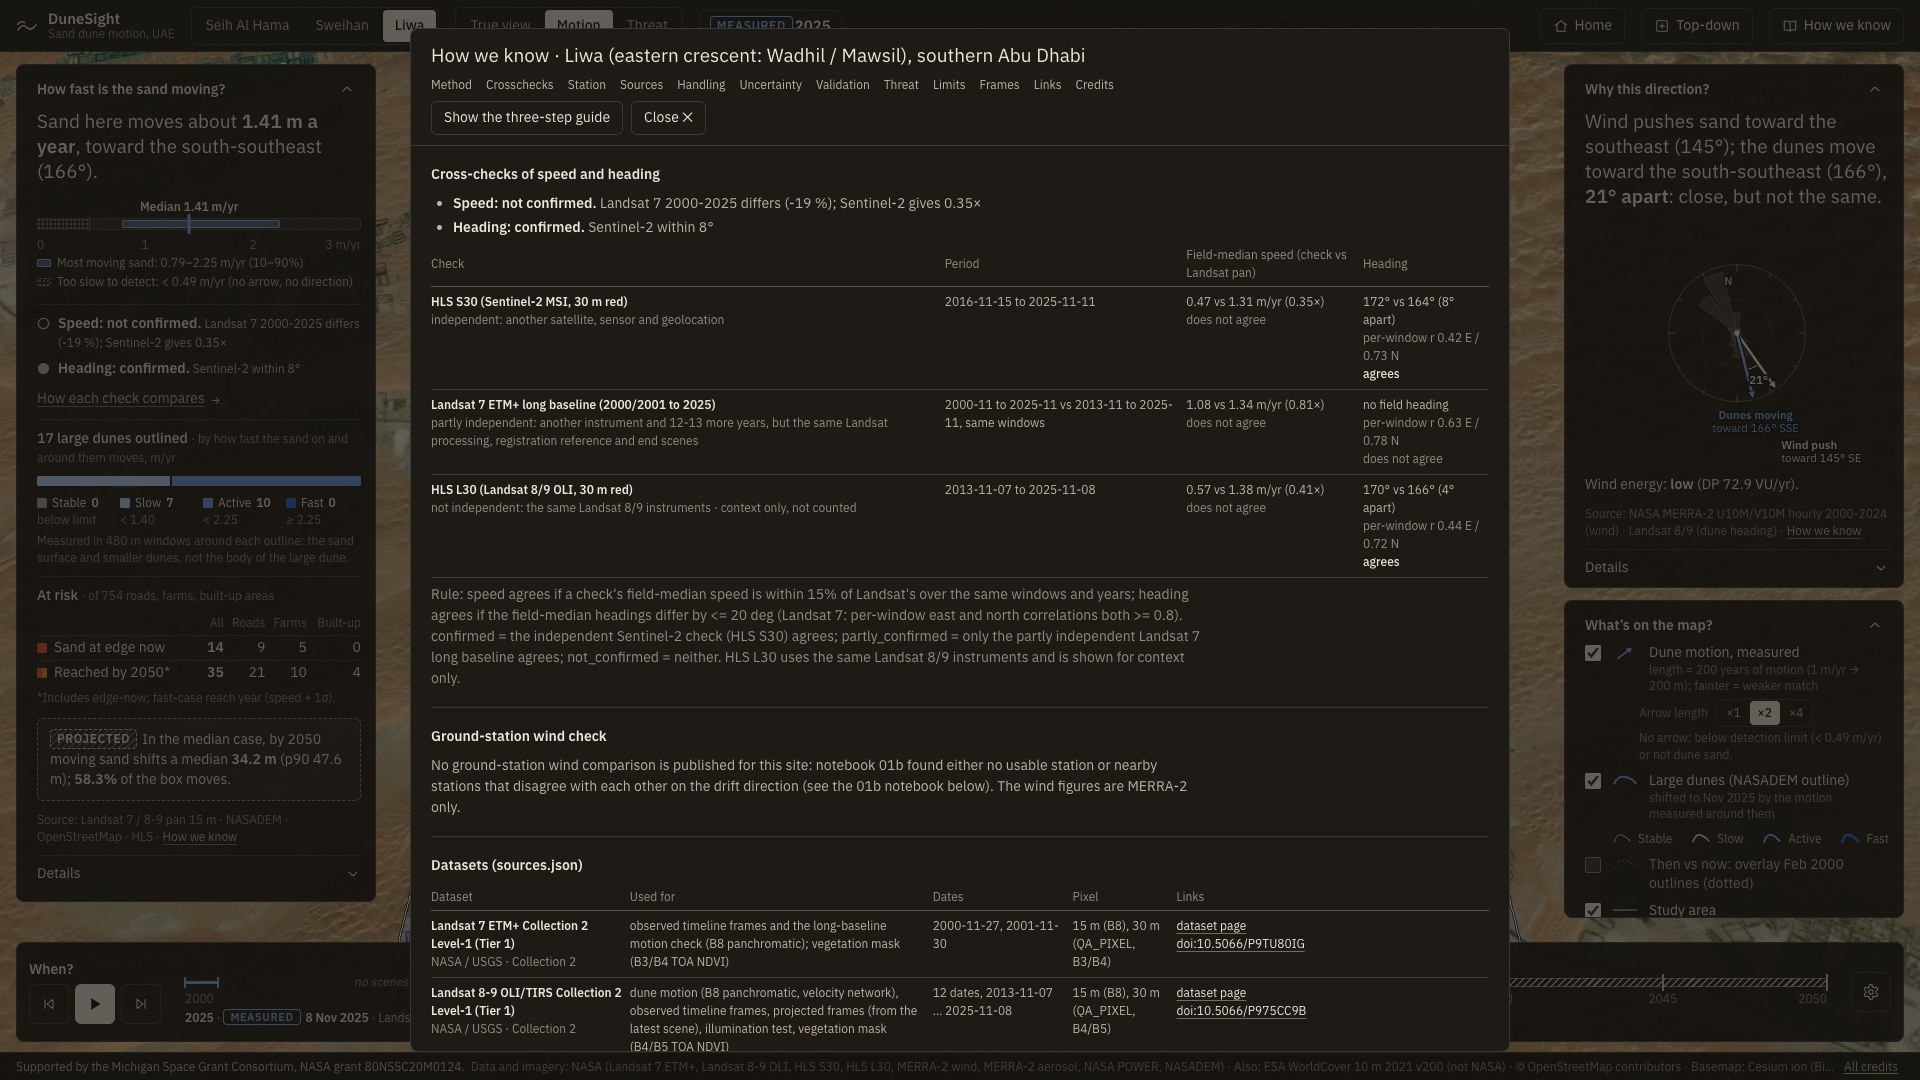 DuneSight
Sand dune motion, UAE
Seih Al Hama
Sweihan
Liwa
True view
Motion
Threat
MEASURED 2025
Home
Top-down
How we know
How fast is the sand moving?
Sand here moves about 1.41 m a
year, toward the south-southeast
(166°).
Median 1.41 m/yr
0 1 2 3 m/yr
Most moving sand: 0.79–2.25 m/yr (10–90%)
Too slow to detect: < 0.49 m/yr (no arrow, no direction)
Speed: not confirmed. Landsat 7 2000-2025 differs
(-19 %); Sentinel-2 gives 0.35×
Heading: confirmed. Sentinel-2 within 8°
How each check compares →
17 large dunes outlined · by how fast the sand on and
around them moves, m/yr
Stable 0 Slow 7 Active 10 Fast 0
below limit < 1.40 < 2.25 ≥ 2.25
Measured in 480 m windows around each outline: the sand
surface and smaller dunes, not the body of the large dune.
At risk · of 754 roads, farms, built-up areas
All Roads Farms Built-up
Sand at edge now 14 9 5 0
Reached by 2050* 35 21 10 4
*Includes edge-now; fast-case reach year (speed + 1σ).
PROJECTED In the median case, by 2050
moving sand shifts a median 34.2 m (p90 47.6
m); 58.3% of the box moves.
Source: Landsat 7 / 8-9 pan 15 m · NASADEM ·
OpenStreetMap · HLS · How we know
Details
How we know · Liwa (eastern crescent: Wadhil / Mawsil), southern Abu Dhabi
Method Crosschecks Station Sources Handling Uncertainty Validation Threat Limits Frames Links Credits
Show the three-step guide
Close ✕
Cross-checks of speed and heading
• Speed: not confirmed. Landsat 7 2000-2025 differs (-19 %); Sentinel-2 gives 0.35×
• Heading: confirmed. Sentinel-2 within 8°
Check
Period
Field-median speed (check vs
Landsat pan)
Heading
HLS S30 (Sentinel-2 MSI, 30 m red)
independent: another satellite, sensor and geolocation
2016-11-15 to 2025-11-11
0.47 vs 1.31 m/yr (0.35×)
does not agree
172° vs 164° (8°
apart)
per-window r 0.42 E /
0.73 N
agrees
Landsat 7 ETM+ long baseline (2000/2001 to 2025)
partly independent: another instrument and 12-13 more years, but the same Landsat
processing, registration reference and end scenes
2000-11 to 2025-11 vs 2013-11 to 2025-
11, same windows
1.08 vs 1.34 m/yr (0.81×)
does not agree
no field heading
per-window r 0.63 E /
0.78 N
does not agree
HLS L30 (Landsat 8/9 OLI, 30 m red)
not independent: the same Landsat 8/9 instruments · context only, not counted
2013-11-07 to 2025-11-08
0.57 vs 1.38 m/yr (0.41×)
does not agree
170° vs 166° (4°
apart)
per-window r 0.44 E /
0.72 N
agrees
Rule: speed agrees if a check's field-median speed is within 15% of Landsat's over the same windows and years; heading
agrees if the field-median headings differ by <= 20 deg (Landsat 7: per-window east and north correlations both >= 0.8).
confirmed = the independent Sentinel-2 check (HLS S30) agrees; partly_confirmed = only the partly independent Landsat 7
long baseline agrees; not_confirmed = neither. HLS L30 uses the same Landsat 8/9 instruments and is shown for context
only.
Ground-station wind check
No ground-station wind comparison is published for this site: notebook 01b found either no usable station or nearby
stations that disagree with each other on the drift direction (see the 01b notebook below). The wind figures are MERRA-2
only.
Datasets (sources.json)
Dataset Used for Dates Pixel Links
Landsat 7 ETM+ Collection 2
Level-1 (Tier 1)
NASA / USGS · Collection 2
observed timeline frames and the long-baseline
motion check (B8 panchromatic); vegetation mask
(B3/B4 TOA NDVI)
2000-11-27, 2001-11-
30
15 m (B8), 30 m
(QA_PIXEL,
B3/B4)
dataset page
doi:10.5066/P9TU80IG
Landsat 8-9 OLI/TIRS Collection 2
Level-1 (Tier 1)
NASA / USGS · Collection 2
dune motion (B8 panchromatic, velocity network),
observed timeline frames, projected frames (from the
latest scene), illumination test, vegetation mask
(B4/B5 TOA NDVI)
12 dates, 2013-11-07
... 2025-11-08
15 m (B8), 30 m
(QA_PIXEL,
B4/B5)
dataset page
doi:10.5066/P975CC9B
Why this direction?
Wind pushes sand toward the
southeast (145°); the dunes move
toward the south-southeast (166°),
21° apart: close, but not the same.
N
21°
Dunes moving
toward 166° SSE
Wind push
toward 145° SE
Wind energy: low (DP 72.9 VU/yr).
Source: NASA MERRA-2 U10M/V10M hourly 2000-2024
(wind) · Landsat 8/9 (dune heading) · How we know
Details
What's on the map?
Dune motion, measured
length = 200 years of motion (1 m/yr →
200 m); fainter = weaker match
Arrow length ×1 ×2 ×4
No arrow: below detection limit (< 0.49 m/yr)
or not dune sand.
Large dunes (NASADEM outline)
shifted to Nov 2025 by the motion
measured around them
Stable Slow Active Fast
Then vs now: overlay Feb 2000
outlines (dotted)
Study area
When?
2000
no scenes
2025 · MEASURED 8 Nov 2025 · Lands
2045
2050
Supported by the Michigan Space Grant Consortium, NASA grant 80NSSC20M0124. Data and imagery: NASA (Landsat 7 ETM+, Landsat 8-9 OLI, HLS S30, HLS L30, MERRA-2 wind, MERRA-2 aerosol, NASA POWER, NASADEM) · Also: ESA WorldCover 10 m 2021 v200 (not NASA) · © OpenStreetMap contributors · Basemap: Cesium ion (Bi... All credits